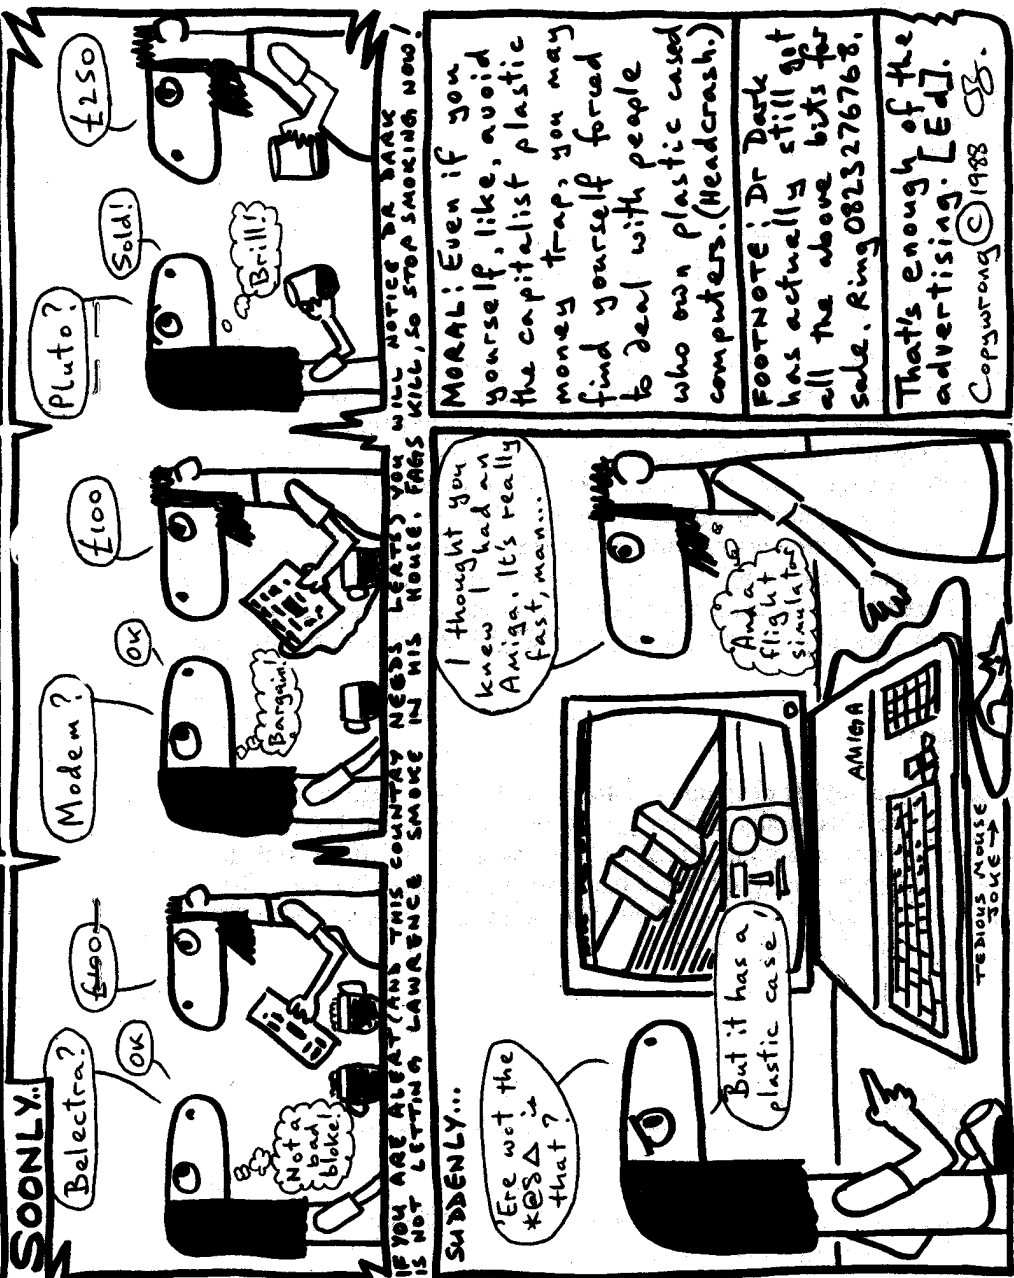 SOONLY..
Belectra?
OK
Not a
bad
bloke!
Modem?
£100
OK
Bargain!
Pluto?
£250
Sold!
Brill!
IF YOU ARE ALERT (AND THIS COUNTRY NEEDS LERTS) YOU WILL NOTICE DR DARK
IS NOT LETTING LAWRENCE SMOKE IN HIS HOUSE. FAGS KILL, SO STOP SMOKING NOW!
SUDDENLY...
'Ere wot the
*@S△ is
that?
I thought you
knew I had an
Amiga. It's really
fast, man...
But it has a
plastic case,
And a
flight
simulator
AMIGA
TEDIOUS MOUSE
JOKE →
MORAL: Even if you
yourself, like, avoid
the capitalist plastic
money trap, you may
find yourself forced
to deal with people
who own plastic cased
computers. (Headcrash.)
FOOTNOTE: Dr Dark
has actually still got
all the above bits for
sale. Ring 0823276768.
That's enough of the
advertising. [Ed].
Copywrong © 1988